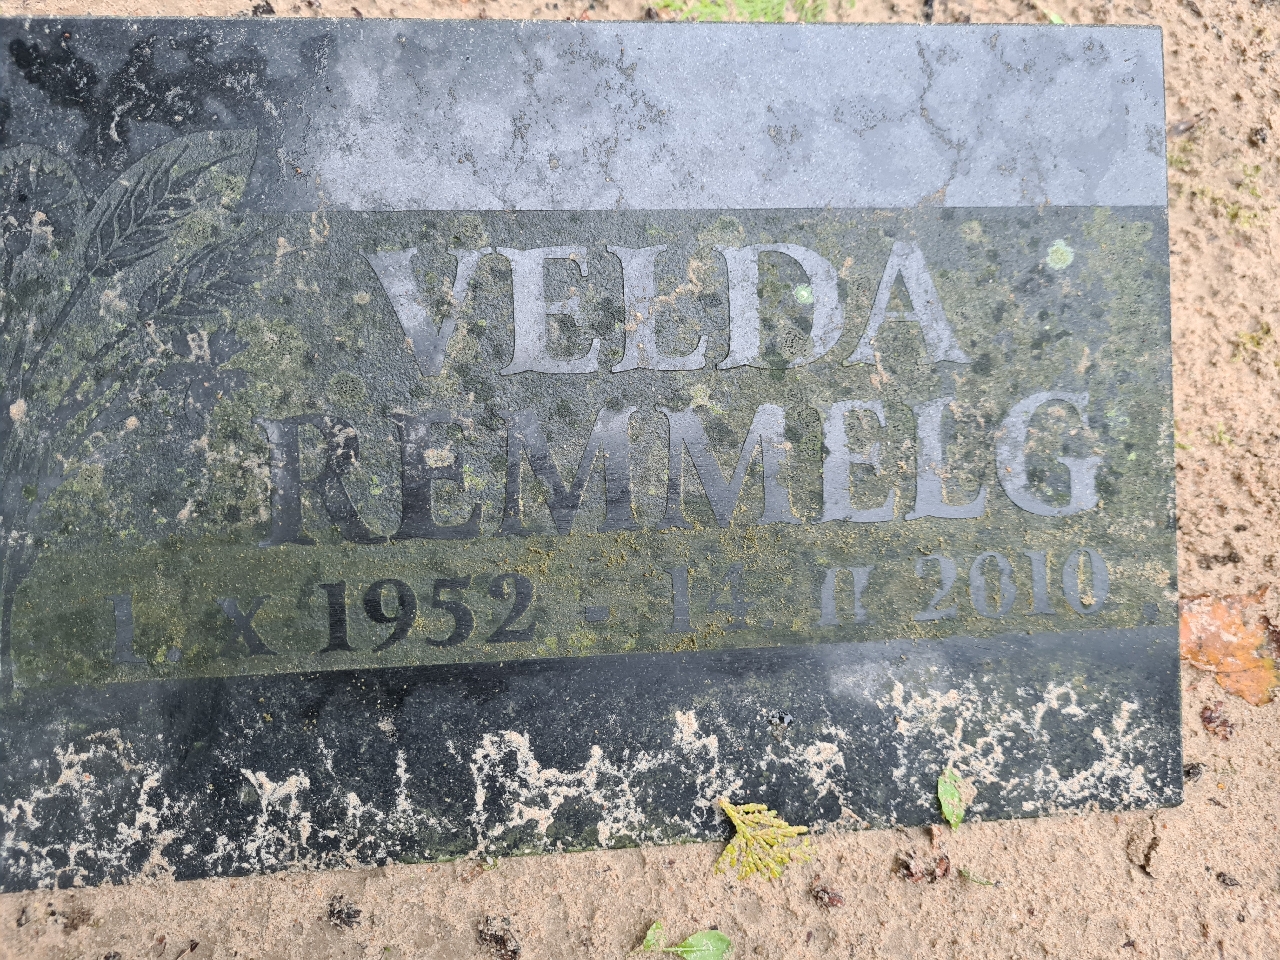 VELDA
REMMELG
1. X 1952 - 14. II 2010